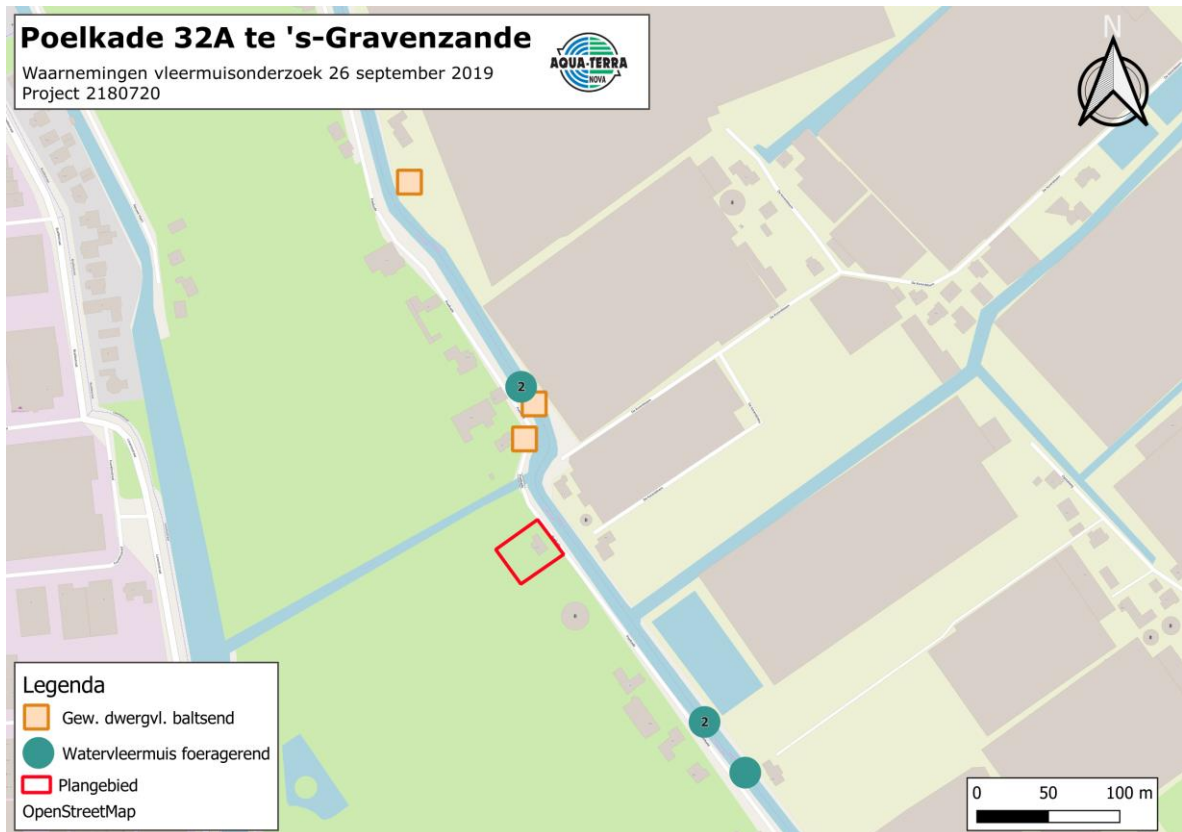 Poelkade 32A te 's-Gravenzande
Waarnemingen vleermuisonderzoek 26 september 2019
Project 2180720
AQUA-TERRA
NOVA
N
2
2
Legenda
Gew. dwergvl. baltsend
Watervleermuis foeragerend
Plangebied
OpenStreetMap
0 50 100 m